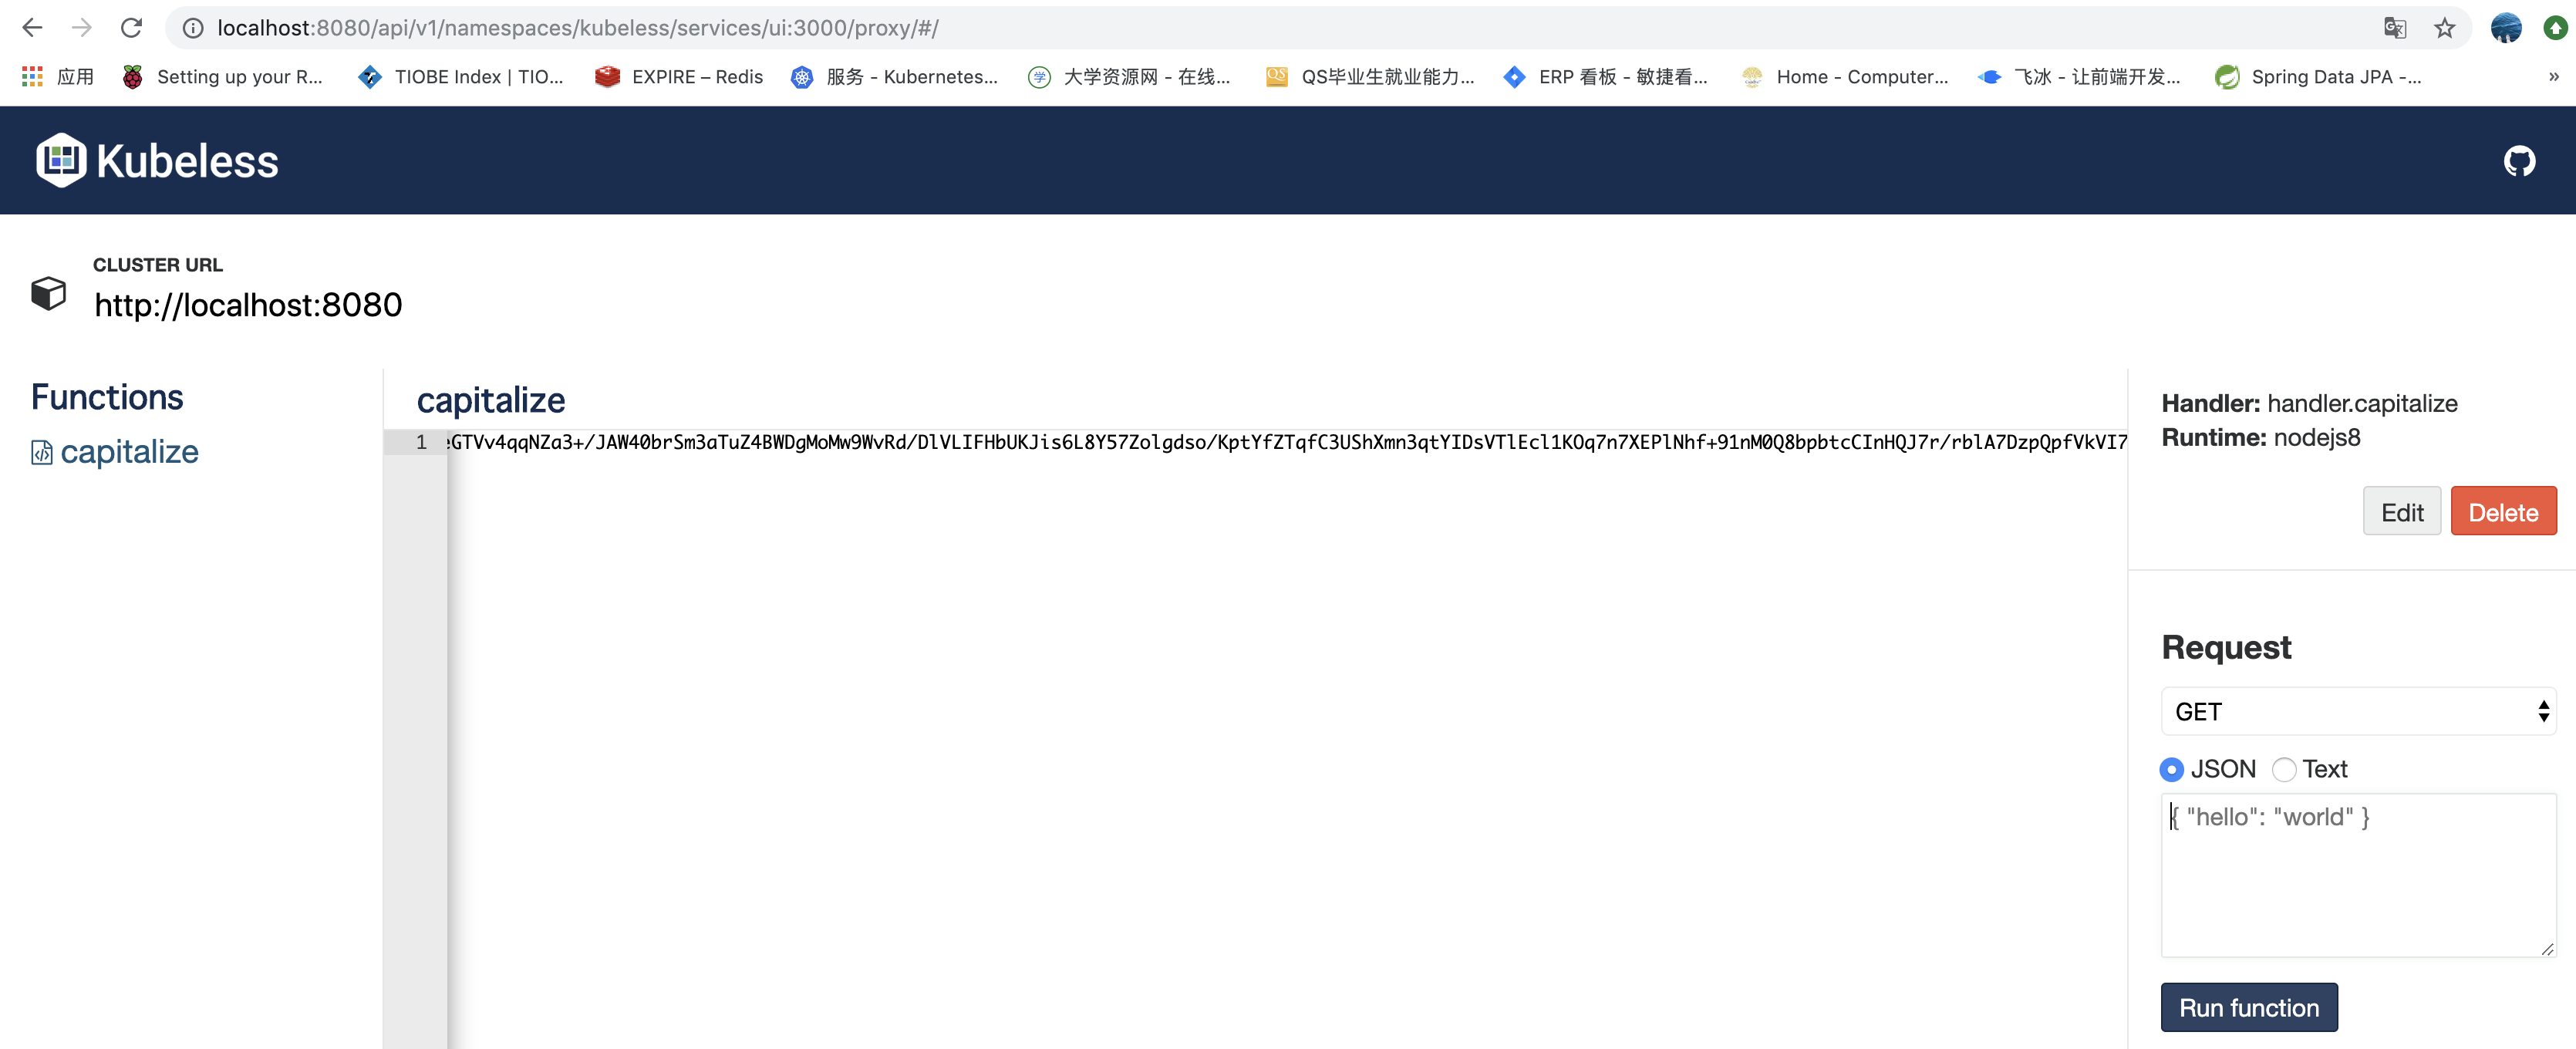 localhost:8080/api/v1/namespaces/kubeless/services/ui:3000/proxy/#/
应用 Setting up your R... TIOBE Index | TIO... EXPIRE – Redis 服务 - Kubernetes... 学 大学资源网 - 在线... QS QS毕业生就业能力... ERP 看板 - 敏捷看... Home - Computer... 飞冰 - 让前端开发... Spring Data JPA -... »
Kubeless
CLUSTER URL
http://localhost:8080
Functions
capitalize
capitalize
1 eGTVv4qqNZa3+/JAW40brSm3aTuZ4BWDgMoMw9WvRd/DlVLIFHbUKJis6L8Y57Zolgdso/KptYfZTqfC3UShXmn3qtYIDsVTlEcl1KOq7n7XEPlNhf+91nM0Q8bpbtcCInHQJ7r/rblA7DzpQpfVkVI7
Handler: handler.capitalize
Runtime: nodejs8
Edit Delete
Request
GET
JSON Text
{ "hello": "world" }
Run function